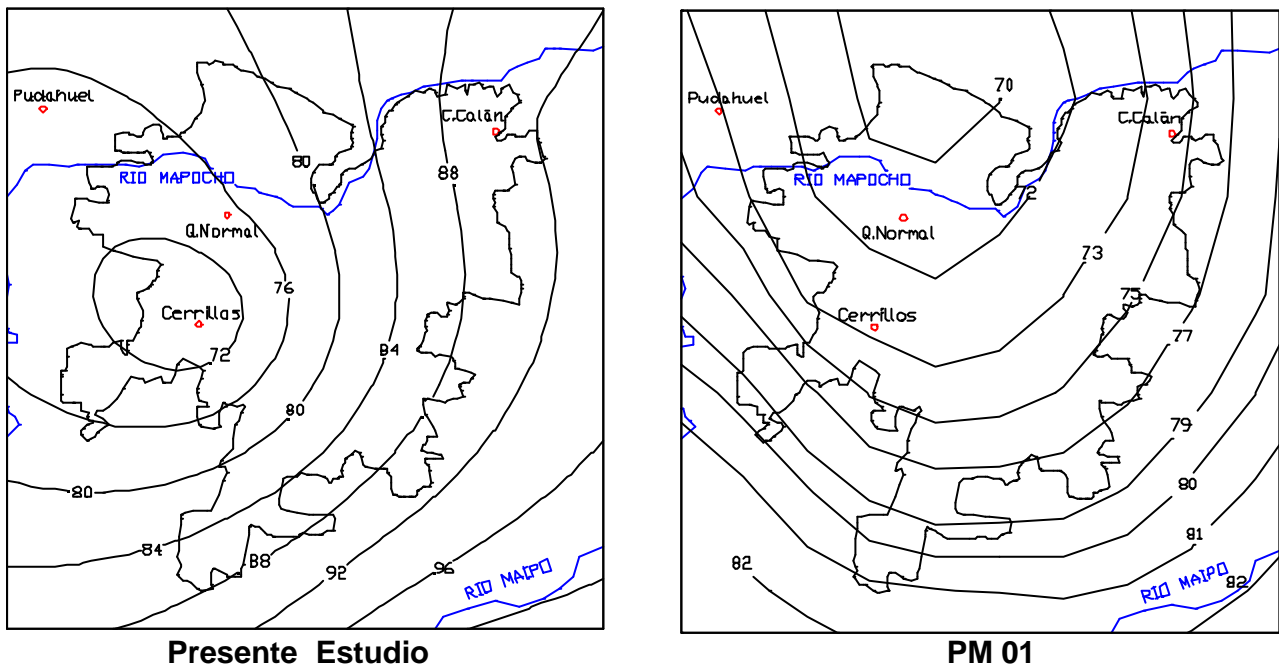 Pudahuel
C.Calán
80
88
RIO MAPOCHO
Q.Normal
76
Cerrillas
72
84
80
80
84
88
92
96
RIO MAIPO
Presente Estudio
70
Pudahuel
C.Calán
RIO MAPOCHO
2
Q.Normal
73
75
Cerrillos
77
79
80
81
82
82
RIO MAIPO
PM 01